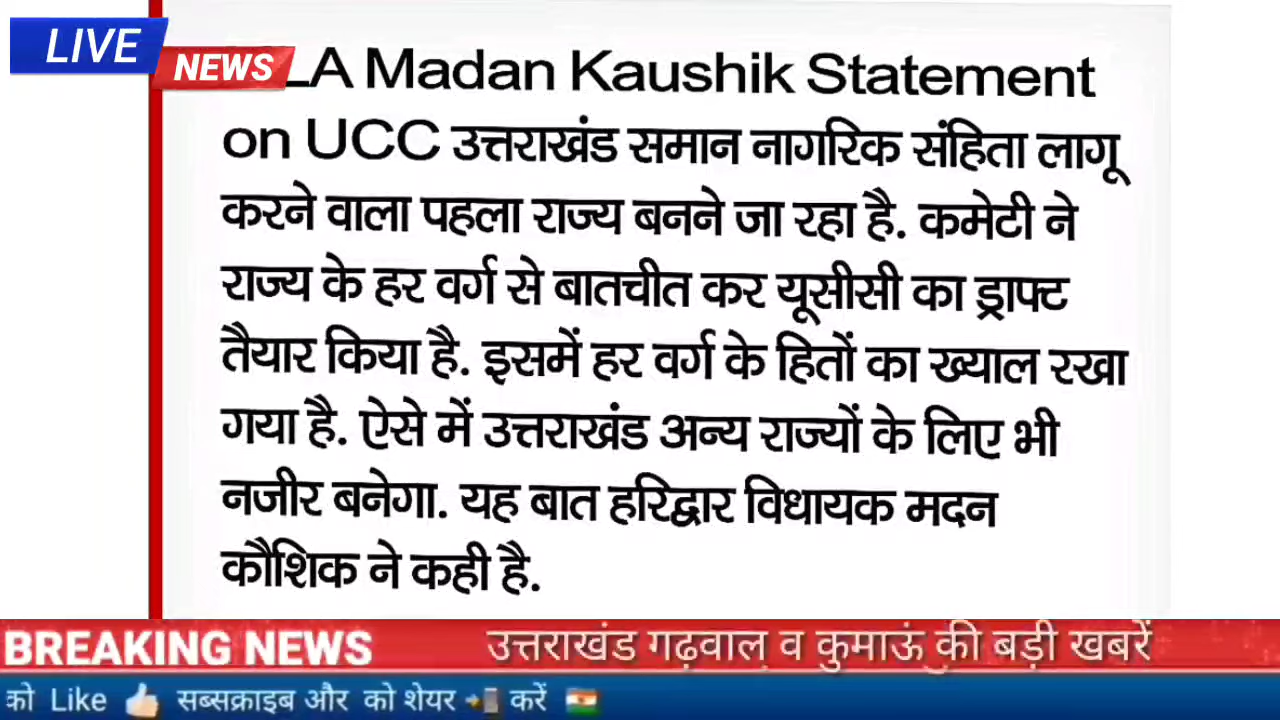 LIVE
NEWS
LA Madan Kaushik Statement
on UCC उत्तराखंड समान नागरिक संहिता लागू
करने वाला पहला राज्य बनने जा रहा है. कमेटी ने
राज्य के हर वर्ग से बातचीत कर यूसीसी का ड्राफ्ट
तैयार किया है. इसमें हर वर्ग के हितों का ख्याल रखा
गया है. ऐसे में उत्तराखंड अन्य राज्यों के लिए भी
नजीर बनेगा. यह बात हरिद्वार विधायक मदन
कौशिक ने कही है.
BREAKING NEWS उत्तराखंड गढ़वाल व कुमाऊं की बड़ी खबरें
को Like 👍 सब्सक्राइब और को शेयर 📲 करें 🇮🇳